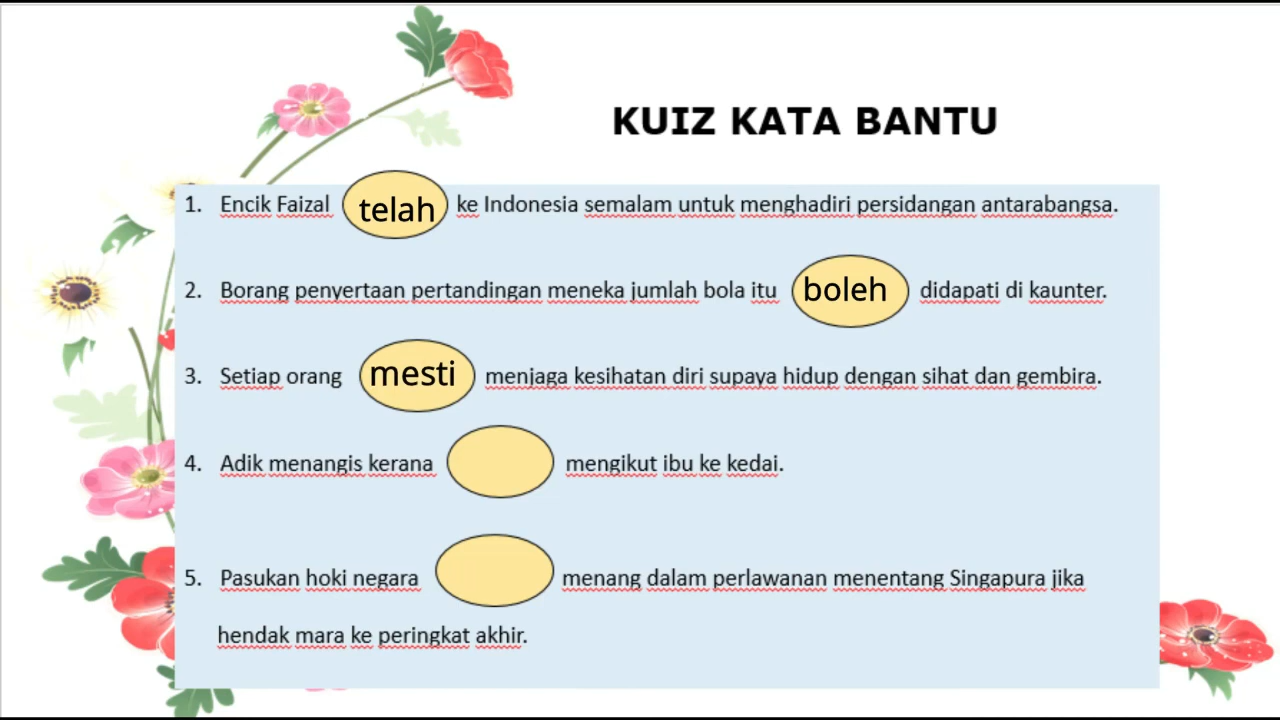 KUIZ KATA BANTU
1. Encik Faizal telah ke Indonesia semalam untuk menghadiri persidangan antarabangsa.
2. Borang penyertaan pertandingan meneka jumlah bola itu boleh didapati di kaunter.
3. Setiap orang mesti menjaga kesihatan diri supaya hidup dengan sihat dan gembira.
4. Adik menangis kerana mengikut ibu ke kedai.
5. Pasukan hoki negara menang dalam perlawanan menentang Singapura jika
hendak mara ke peringkat akhir.